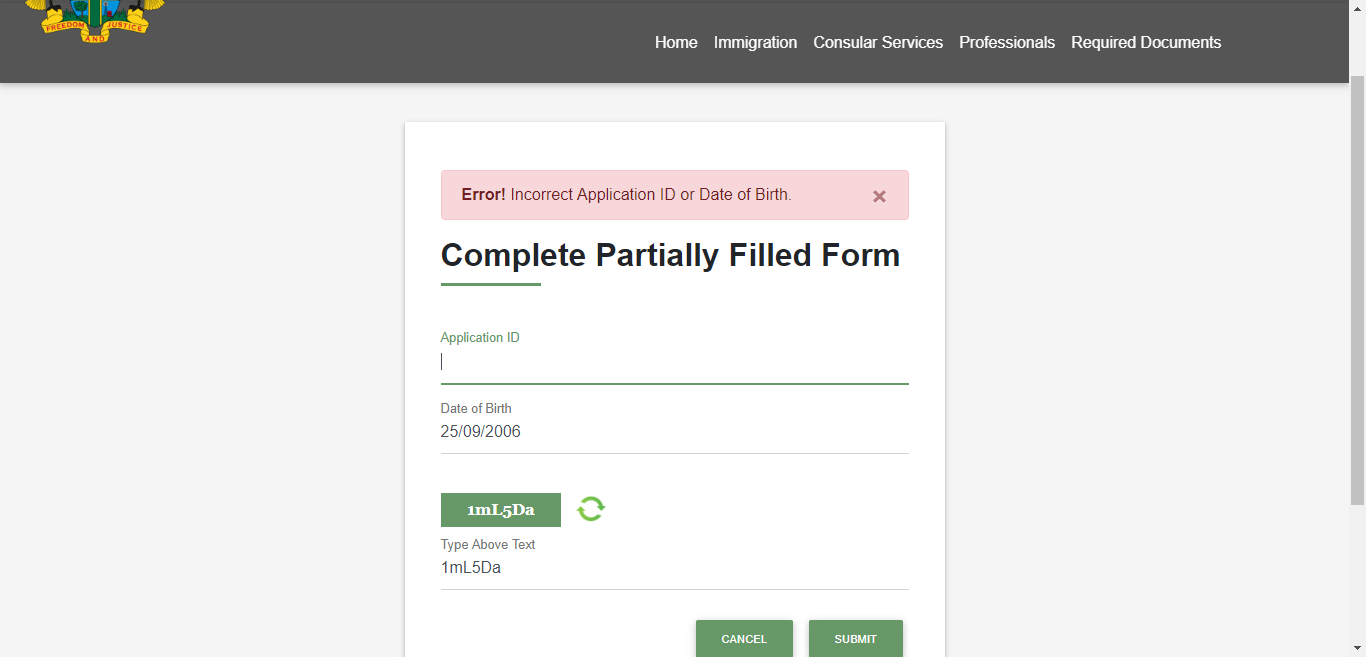 FREEDOM AND JUSTICE
Home Immigration Consular Services Professionals Required Documents
Error! Incorrect Application ID or Date of Birth. ×
Complete Partially Filled Form
Application ID
Date of Birth
25/09/2006
1mL5Da
Type Above Text
1mL5Da
CANCEL SUBMIT